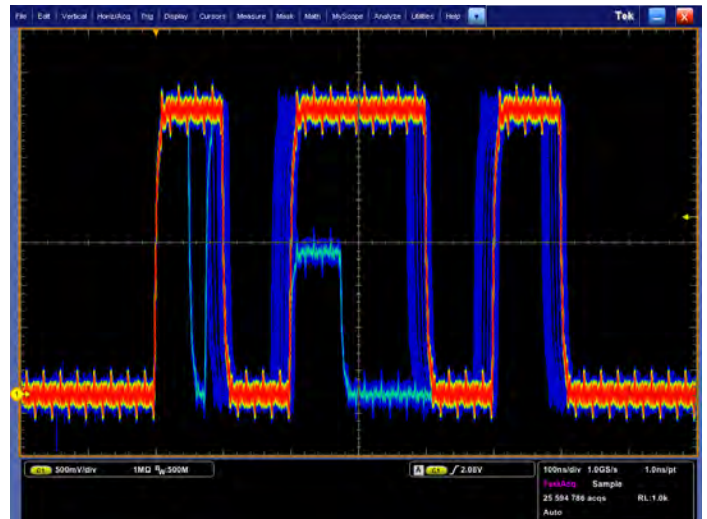 File Edit Vertical Horiz/Acq Trig Display Cursors Measure Mask Math MyScope Analyze Utilities Help Tek
1
C1 500mV/div 1MΩ BW:500M
A C1 2.08V
100ns/div 1.0GS/s 1.0ns/pt
FastAcq Sample
25 594 786 acqs RL:1.0k
Auto